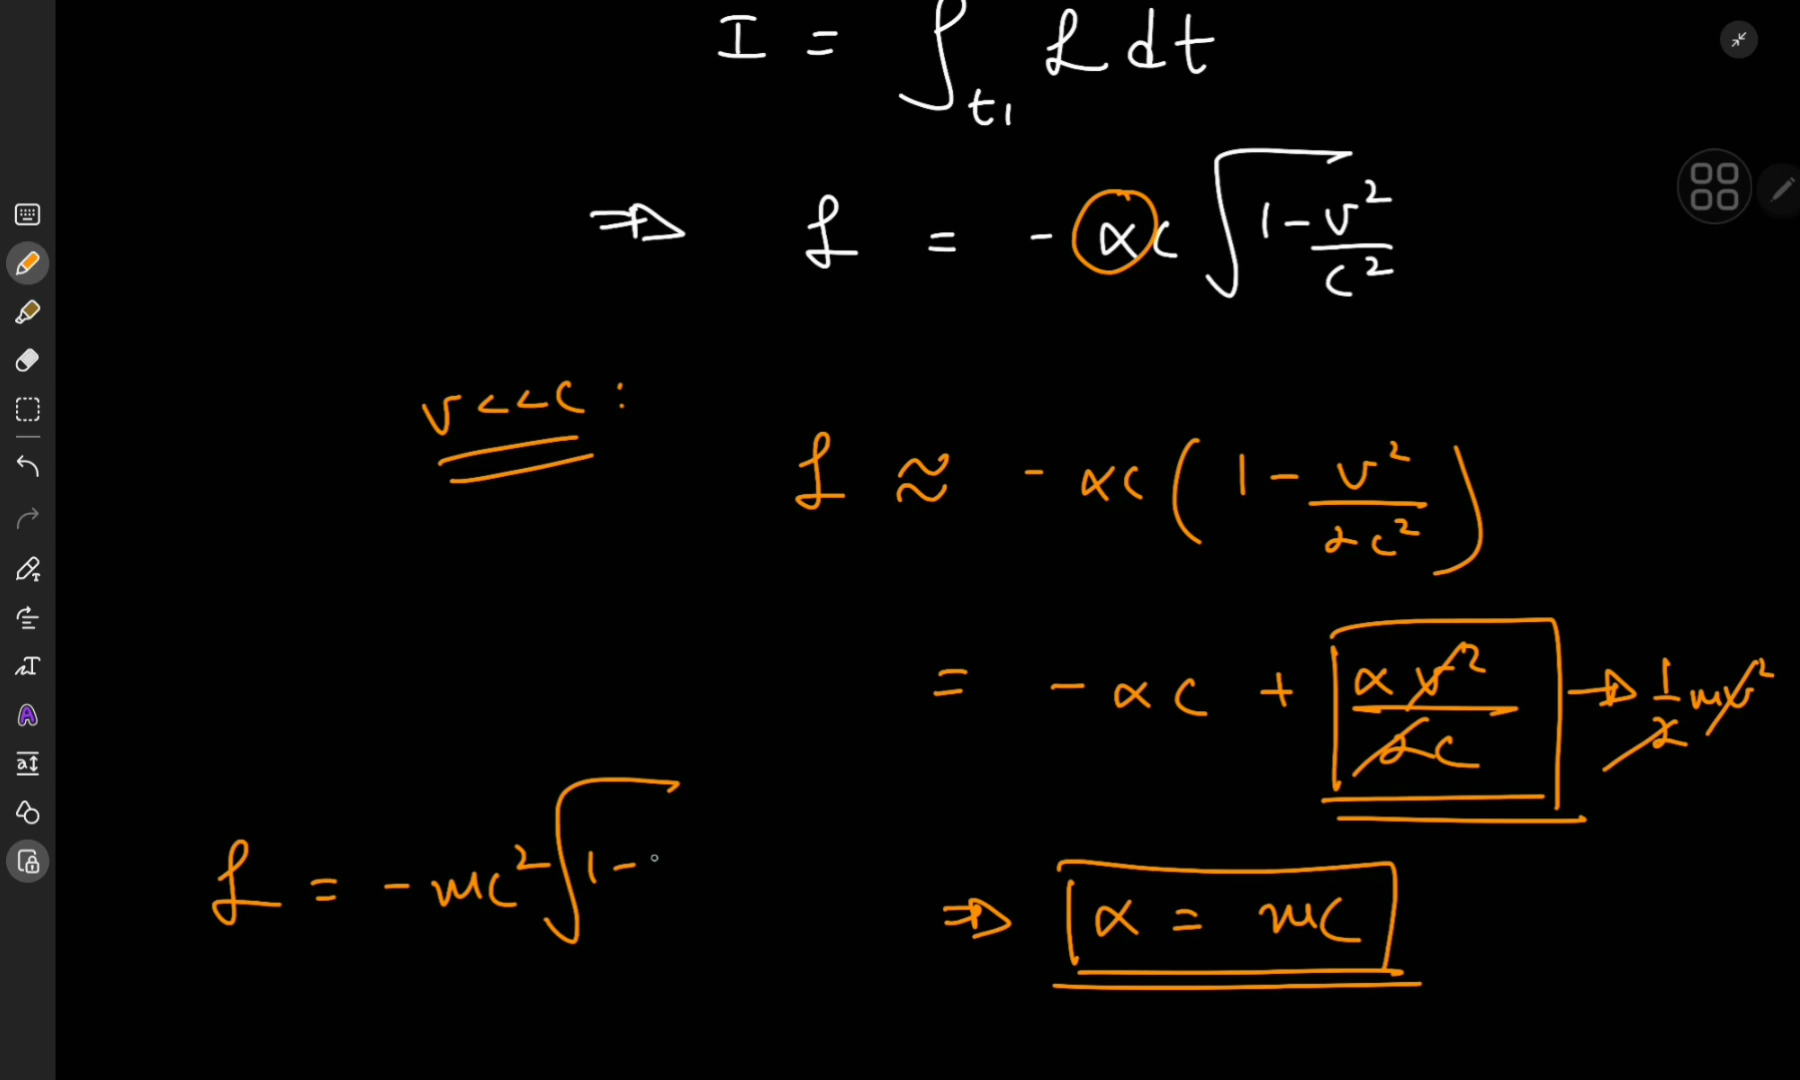 I = ∫_{t1} ℒ dt
⇒ ℒ = -αc √(1 - v²/c²)
v<<c :
ℒ ≈ -αc (1 - v²/2c²)
= -αc + αv²/2c → 1/2 mv²
ℒ = -mc² √(1 -
⇒ α = mc